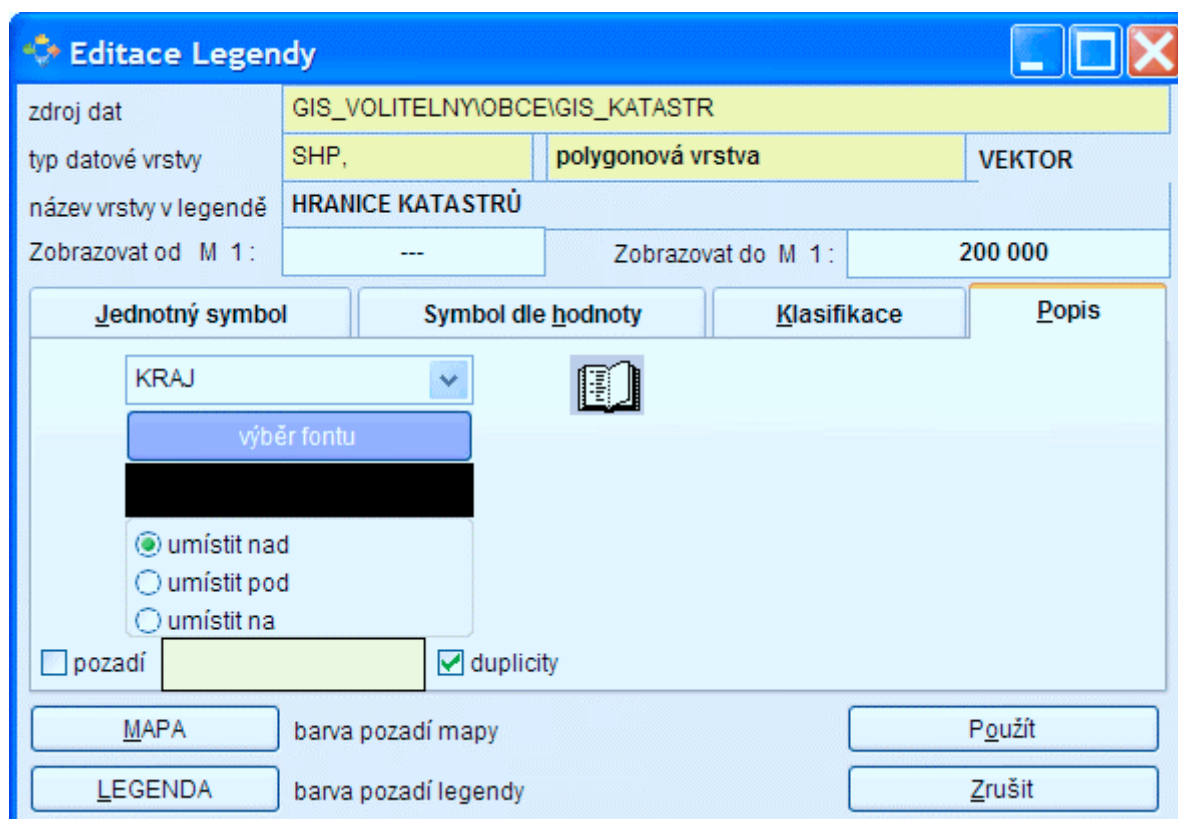 Editace Legendy
zdroj dat GIS_VOLITELNY\OBCE\GIS_KATASTR
typ datové vrstvy SHP, polygonová vrstva VEKTOR
název vrstvy v legendě HRANICE KATASTRŮ
Zobrazovat od M 1 : --- Zobrazovat do M 1 : 200 000
Jednotný symbol Symbol dle hodnoty Klasifikace Popis
KRAJ
výběr fontu
umístit nad
umístit pod
umístit na
pozadí duplicity
MAPA barva pozadí mapy Použít
LEGENDA barva pozadí legendy Zrušit